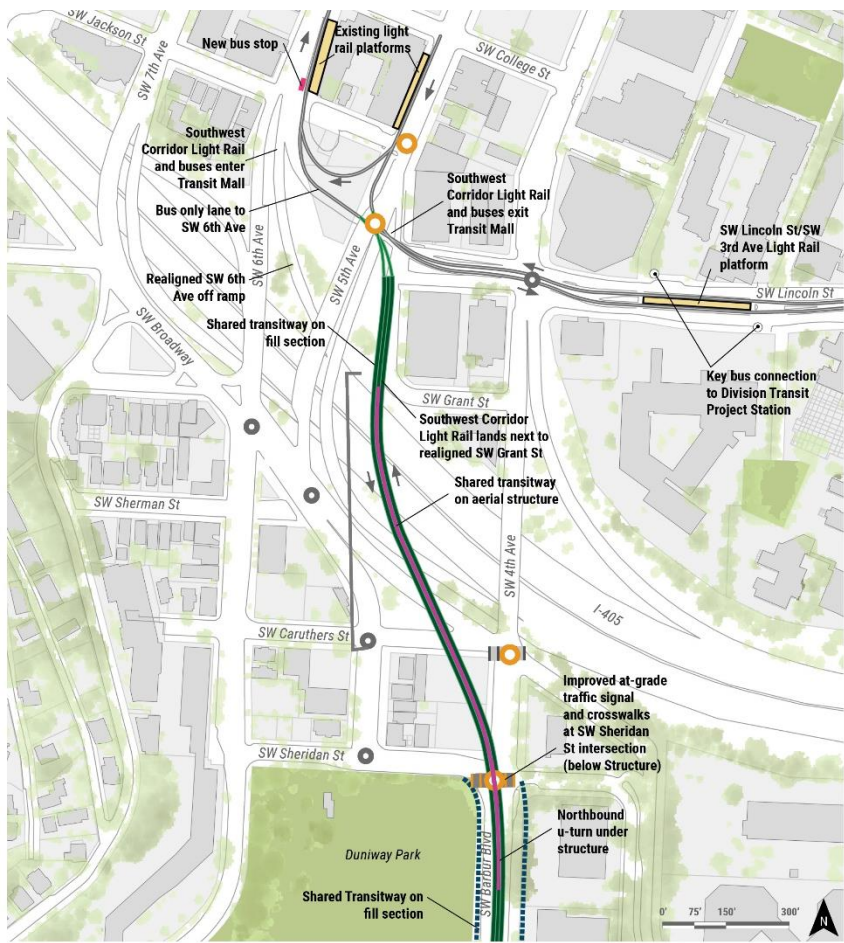 SW Jackson St
SW 7th Ave
New bus stop
Existing light
rail platforms
SW College St
Southwest
Corridor Light Rail
and buses enter
Transit Mall
Bus only lane to
SW 6th Ave
Southwest
Corridor Light Rail
and buses exit
Transit Mall
SW Lincoln St/SW
3rd Ave Light Rail
platform
SW 6th Ave
SW 5th Ave
Realigned SW 6th
Ave off ramp
SW Lincoln St
SW Broadway
Shared transitway on
fill section
Key bus connection
to Division Transit
Project Station
SW Grant St
Southwest Corridor
Light Rail lands next to
realigned SW Grant St
Shared transitway
on aerial structure
SW Sherman St
SW 4th Ave
I-405
SW Caruthers St
Improved at-grade
traffic signal
and crosswalks
at SW Sheridan
St intersection
(below Structure)
SW Sheridan St
Northbound
u-turn under
structure
Duniway Park
SW Barbur Blvd
Shared Transitway on
fill section
0' 75' 150' 300'
N